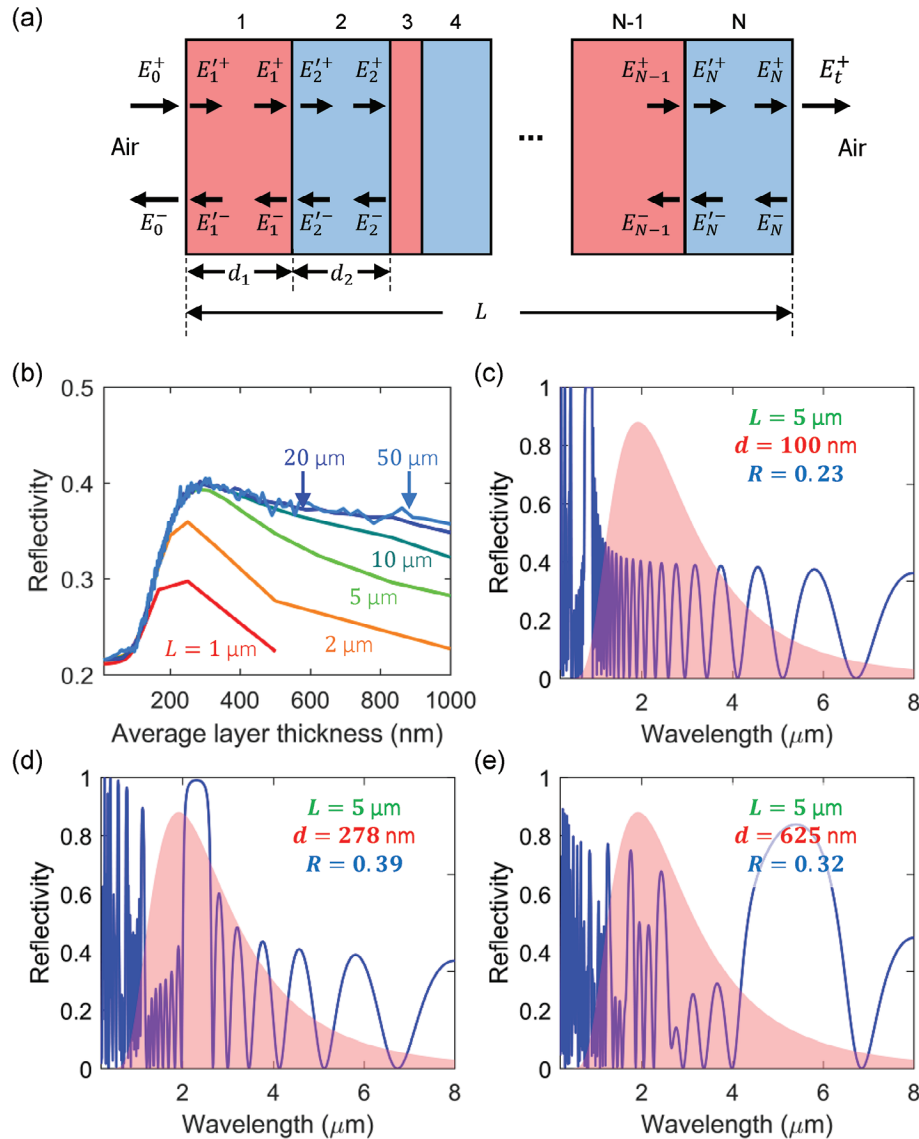 (a)
1 2 3 4 N-1 N
E₀⁺ E₁′⁺ E₁⁺ E₂′⁺ E₂⁺ E_{N−1}⁺ E_N′⁺ E_N⁺ E_t⁺
Air ... Air
E₀⁻ E₁′⁻ E₁⁻ E₂′⁻ E₂⁻ E_{N−1}⁻ E_N′⁻ E_N⁻
d₁ d₂
L
(b)
Reflectivity
0.5
0.4
0.3
0.2
20 μm 50 μm
10 μm
5 μm
L = 1 μm 2 μm
200 400 600 800 1000
Average layer thickness (nm)
(c)
Reflectivity
1
0.8
0.6
0.4
0.2
0
L = 5 μm
d = 100 nm
R = 0.23
2 4 6 8
Wavelength (μm)
(d)
Reflectivity
1
0.8
0.6
0.4
0.2
0
L = 5 μm
d = 278 nm
R = 0.39
2 4 6 8
Wavelength (μm)
(e)
Reflectivity
1
0.8
0.6
0.4
0.2
0
L = 5 μm
d = 625 nm
R = 0.32
2 4 6 8
Wavelength (μm)